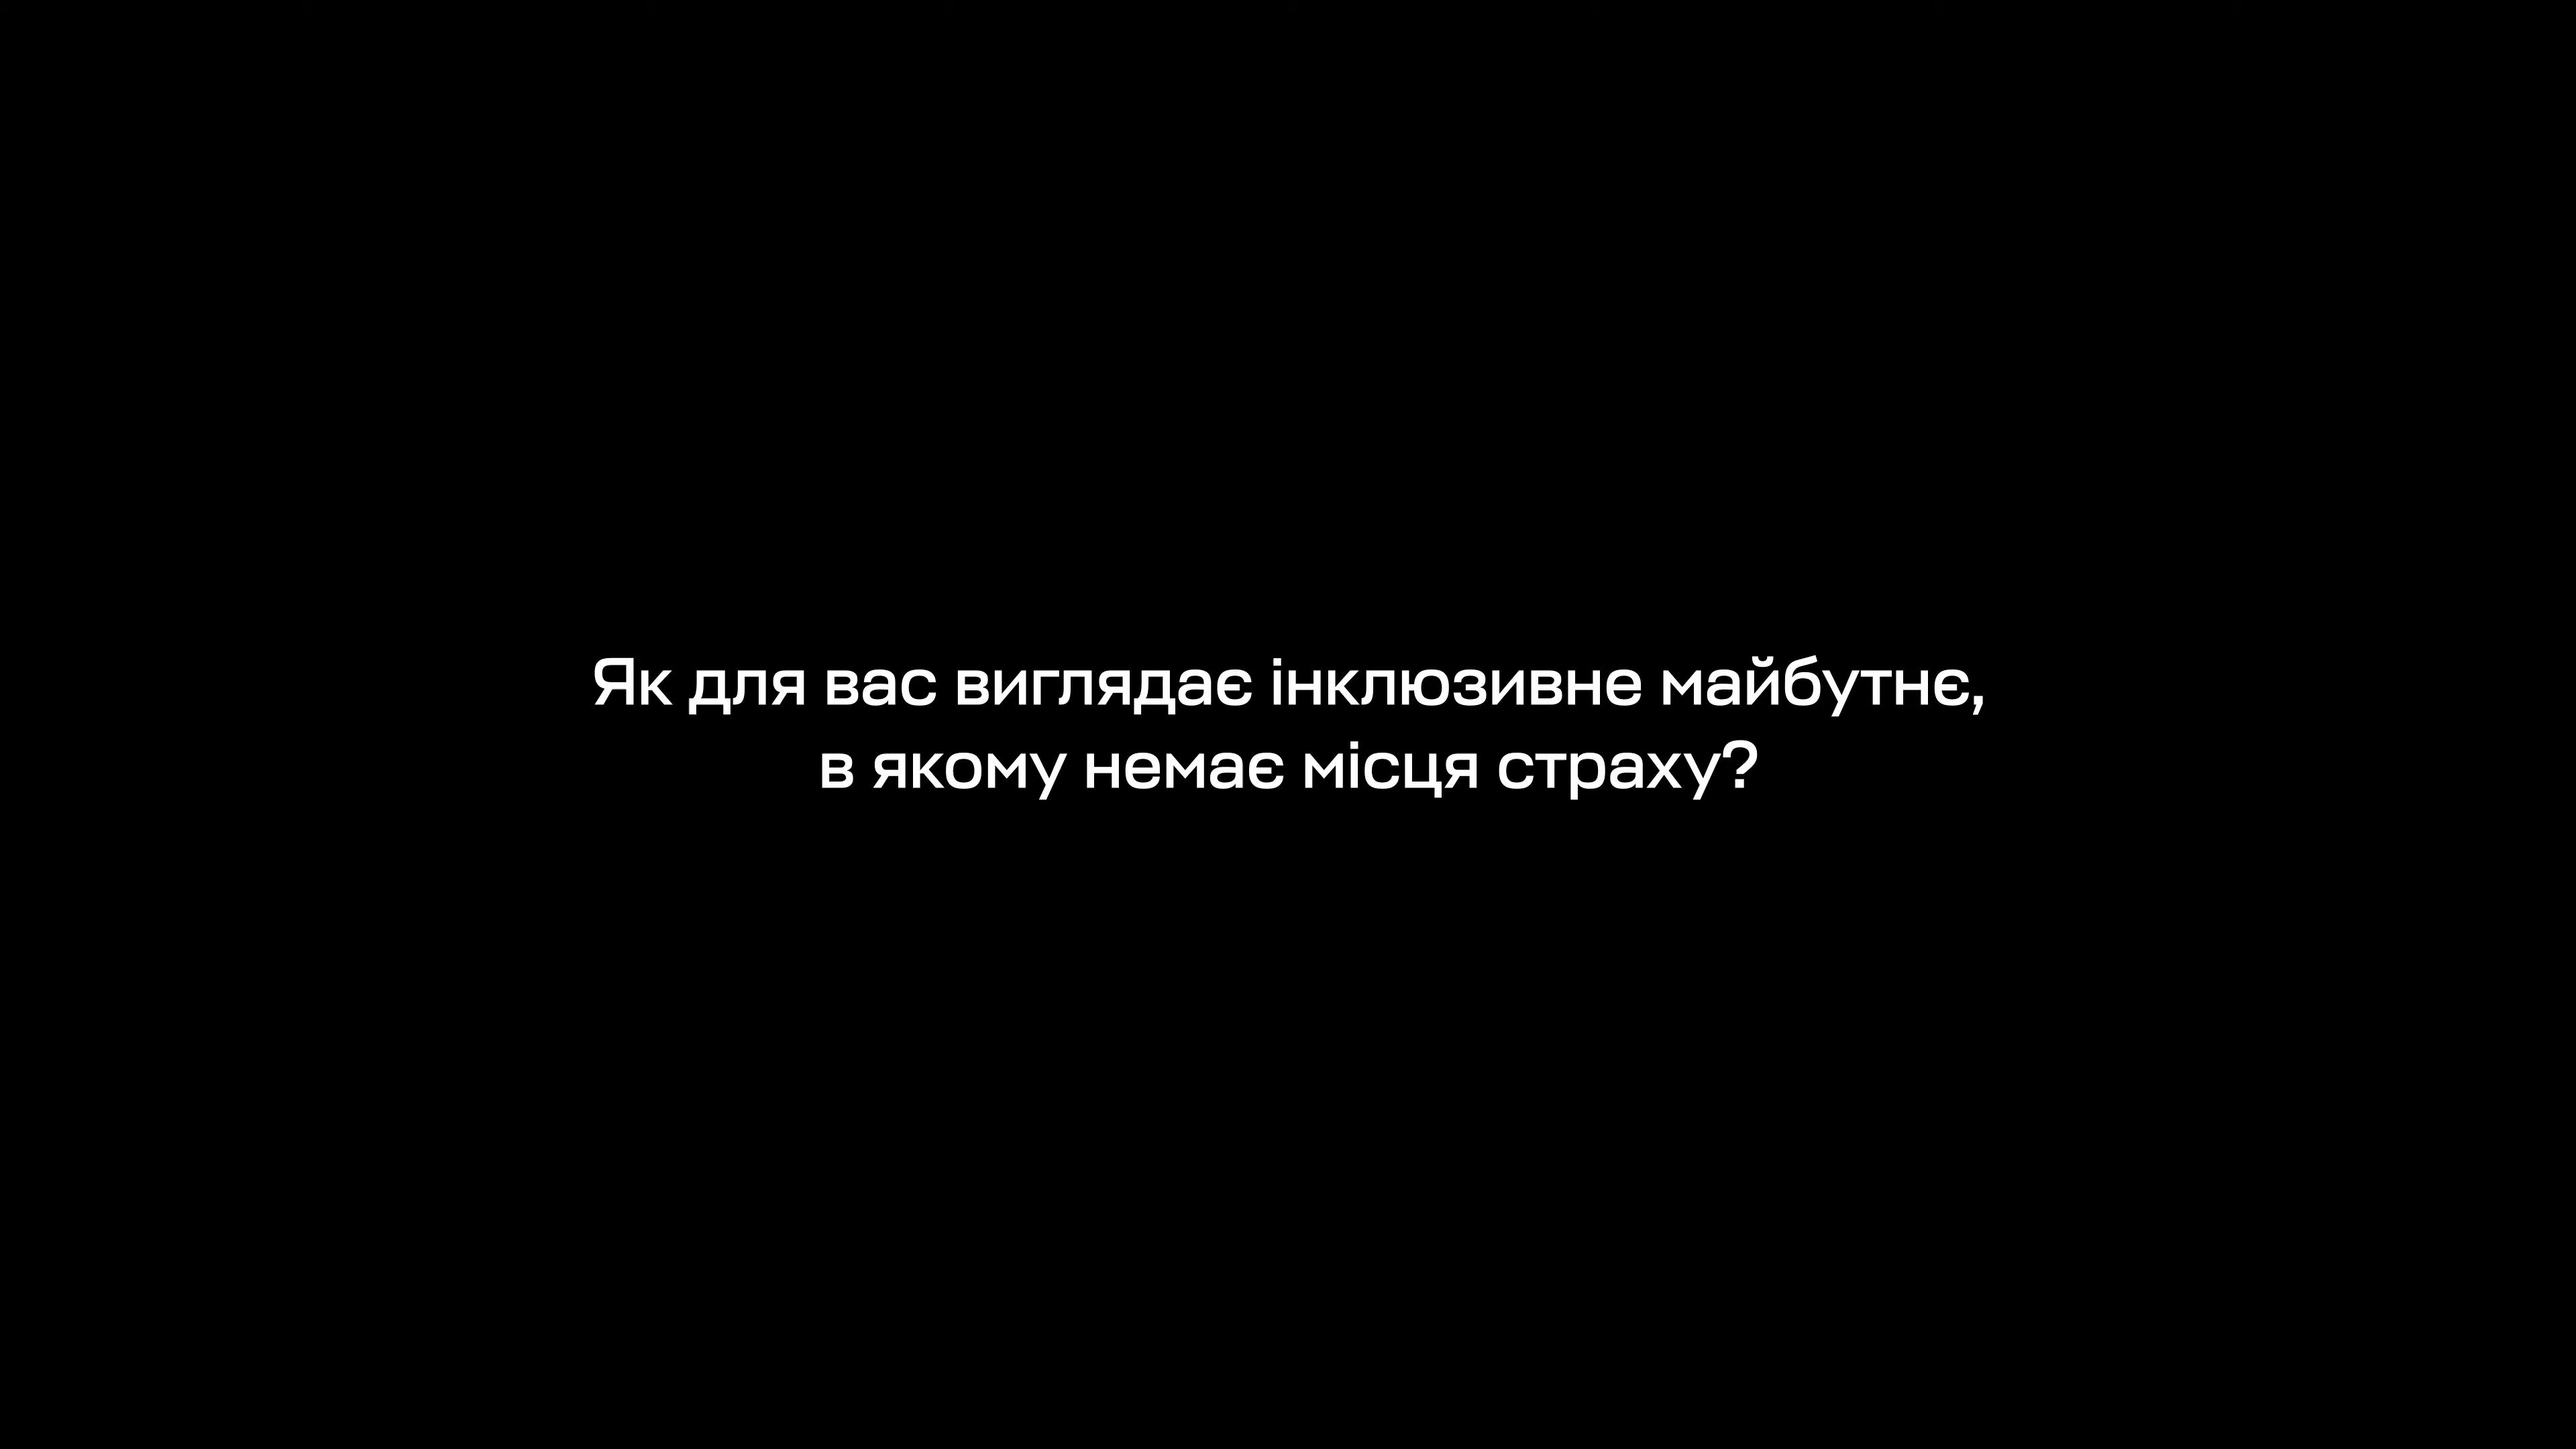 Як для вас виглядає інклюзивне майбутнє,
в якому немає місця страху?